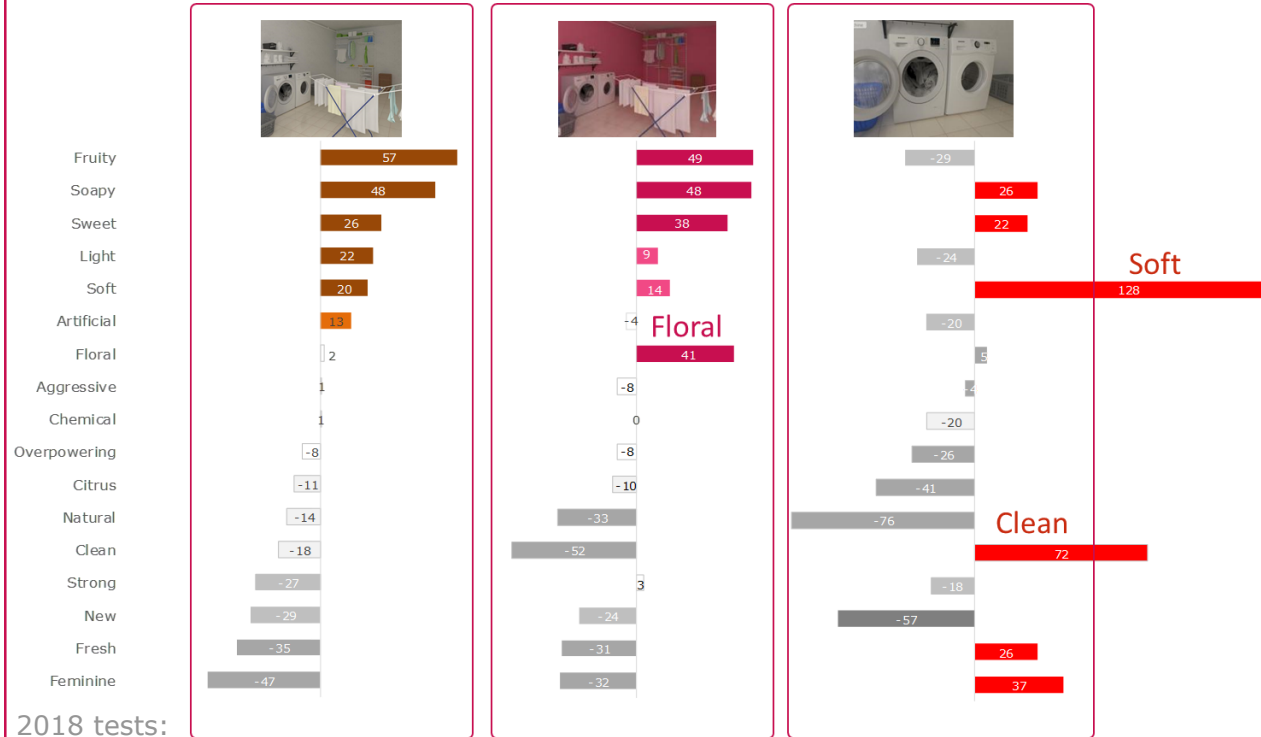 Fruity 57 49 -29
Soapy 48 48 26
Sweet 26 38 22
Light 22 9 -24
Soft
Soft 20 14 128
Artificial 13 -4 -20
Floral
Floral 2 41 5
Aggressive 1 -8 -4
Chemical 1 0 -20
Overpowering -8 -8 -26
Citrus -11 -10 -41
Natural -14 -33 -76
Clean
Clean -18 -52 72
Strong -27 3 -18
New -29 -24 -57
Fresh -35 -31 26
Feminine -47 -32 37
2018 tests: